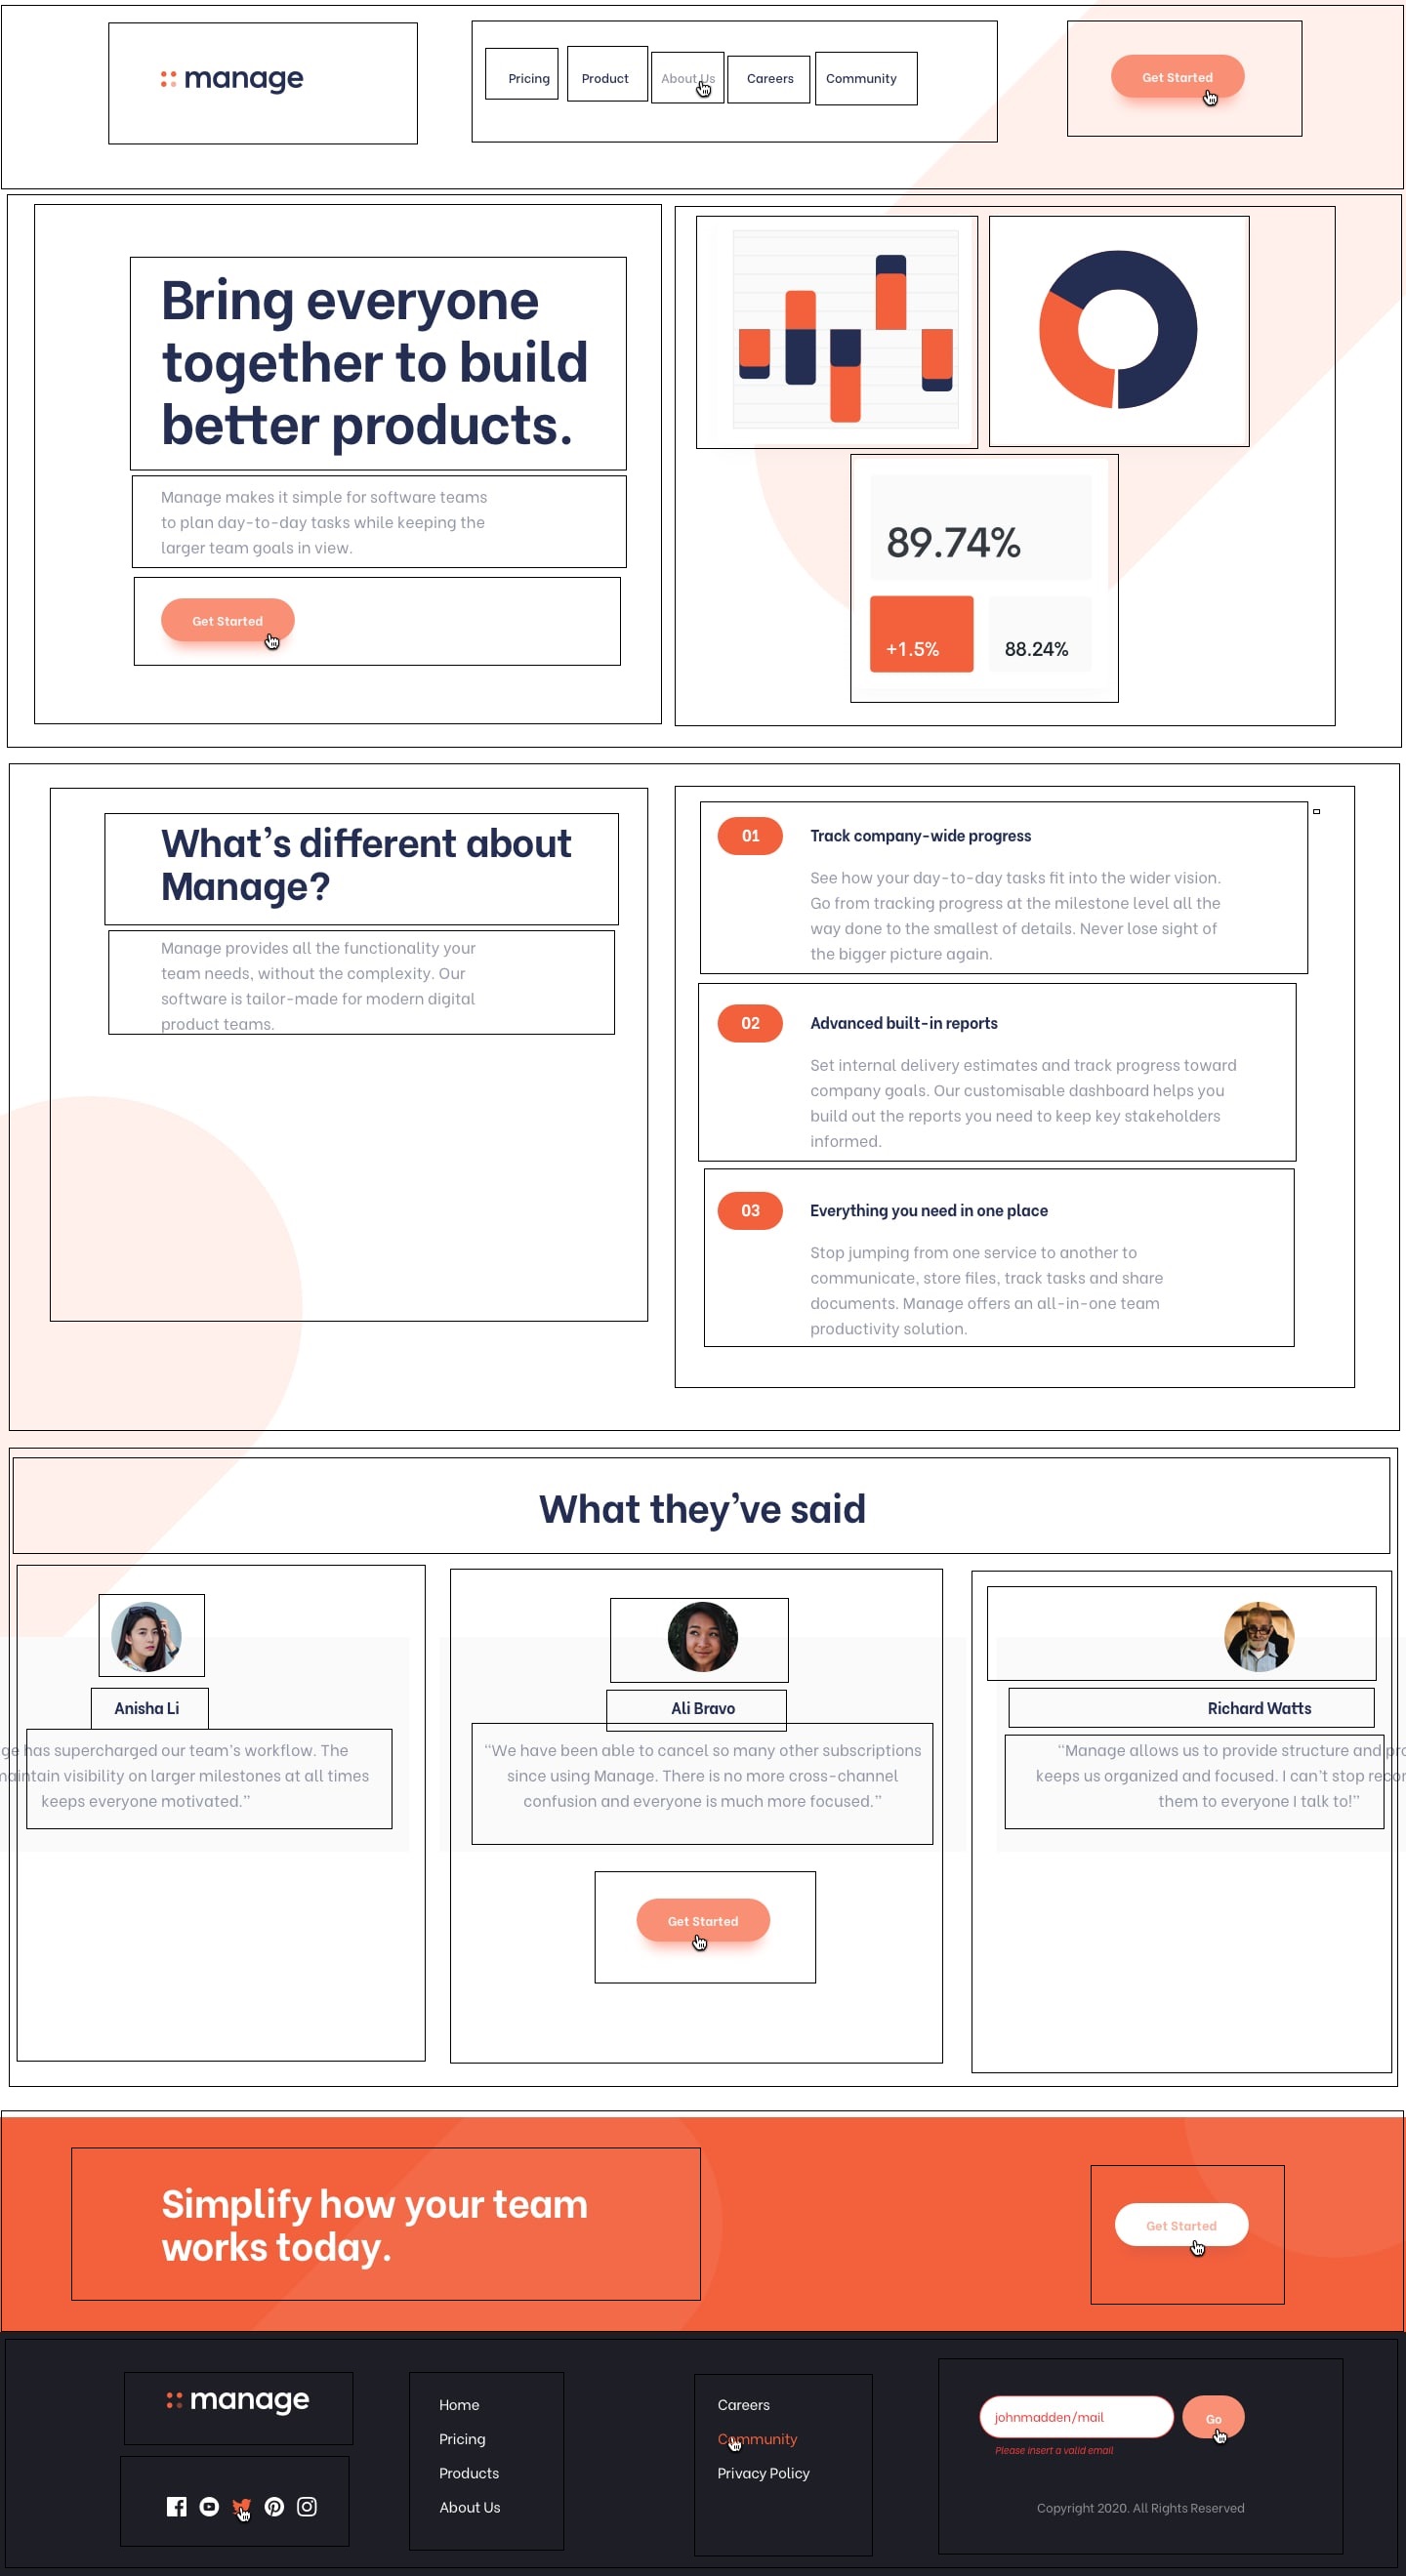 manage
Pricing
Product
About Us
Careers
Community
Get Started
Bring everyone
together to build
better products.
Manage makes it simple for software teams
to plan day-to-day tasks while keeping the
larger team goals in view.
Get Started
89.74%
+1.5%
88.24%
What’s different about
Manage?
Manage provides all the functionality your
team needs, without the complexity. Our
software is tailor-made for modern digital
product teams.
01
Track company-wide progress
See how your day-to-day tasks fit into the wider vision.
Go from tracking progress at the milestone level all the
way done to the smallest of details. Never lose sight of
the bigger picture again.
02
Advanced built-in reports
Set internal delivery estimates and track progress toward
company goals. Our customisable dashboard helps you
build out the reports you need to keep key stakeholders
informed.
03
Everything you need in one place
Stop jumping from one service to another to
communicate, store files, track tasks and share
documents. Manage offers an all-in-one team
productivity solution.
What they’ve said
Anisha Li
has supercharged our team’s workflow. The
maintain visibility on larger milestones at all times
keeps everyone motivated.”
Ali Bravo
“We have been able to cancel so many other subscriptions
since using Manage. There is no more cross-channel
confusion and everyone is much more focused.”
Richard Watts
“Manage allows us to provide structure and
keeps us organized and focused. I can’t stop
them to everyone I talk to!”
Get Started
Simplify how your team
works today.
Get Started
manage
Home
Pricing
Products
About Us
Careers
Community
Privacy Policy
johnmadden/mail
Go
Please insert a valid email
Copyright 2020. All Rights Reserved